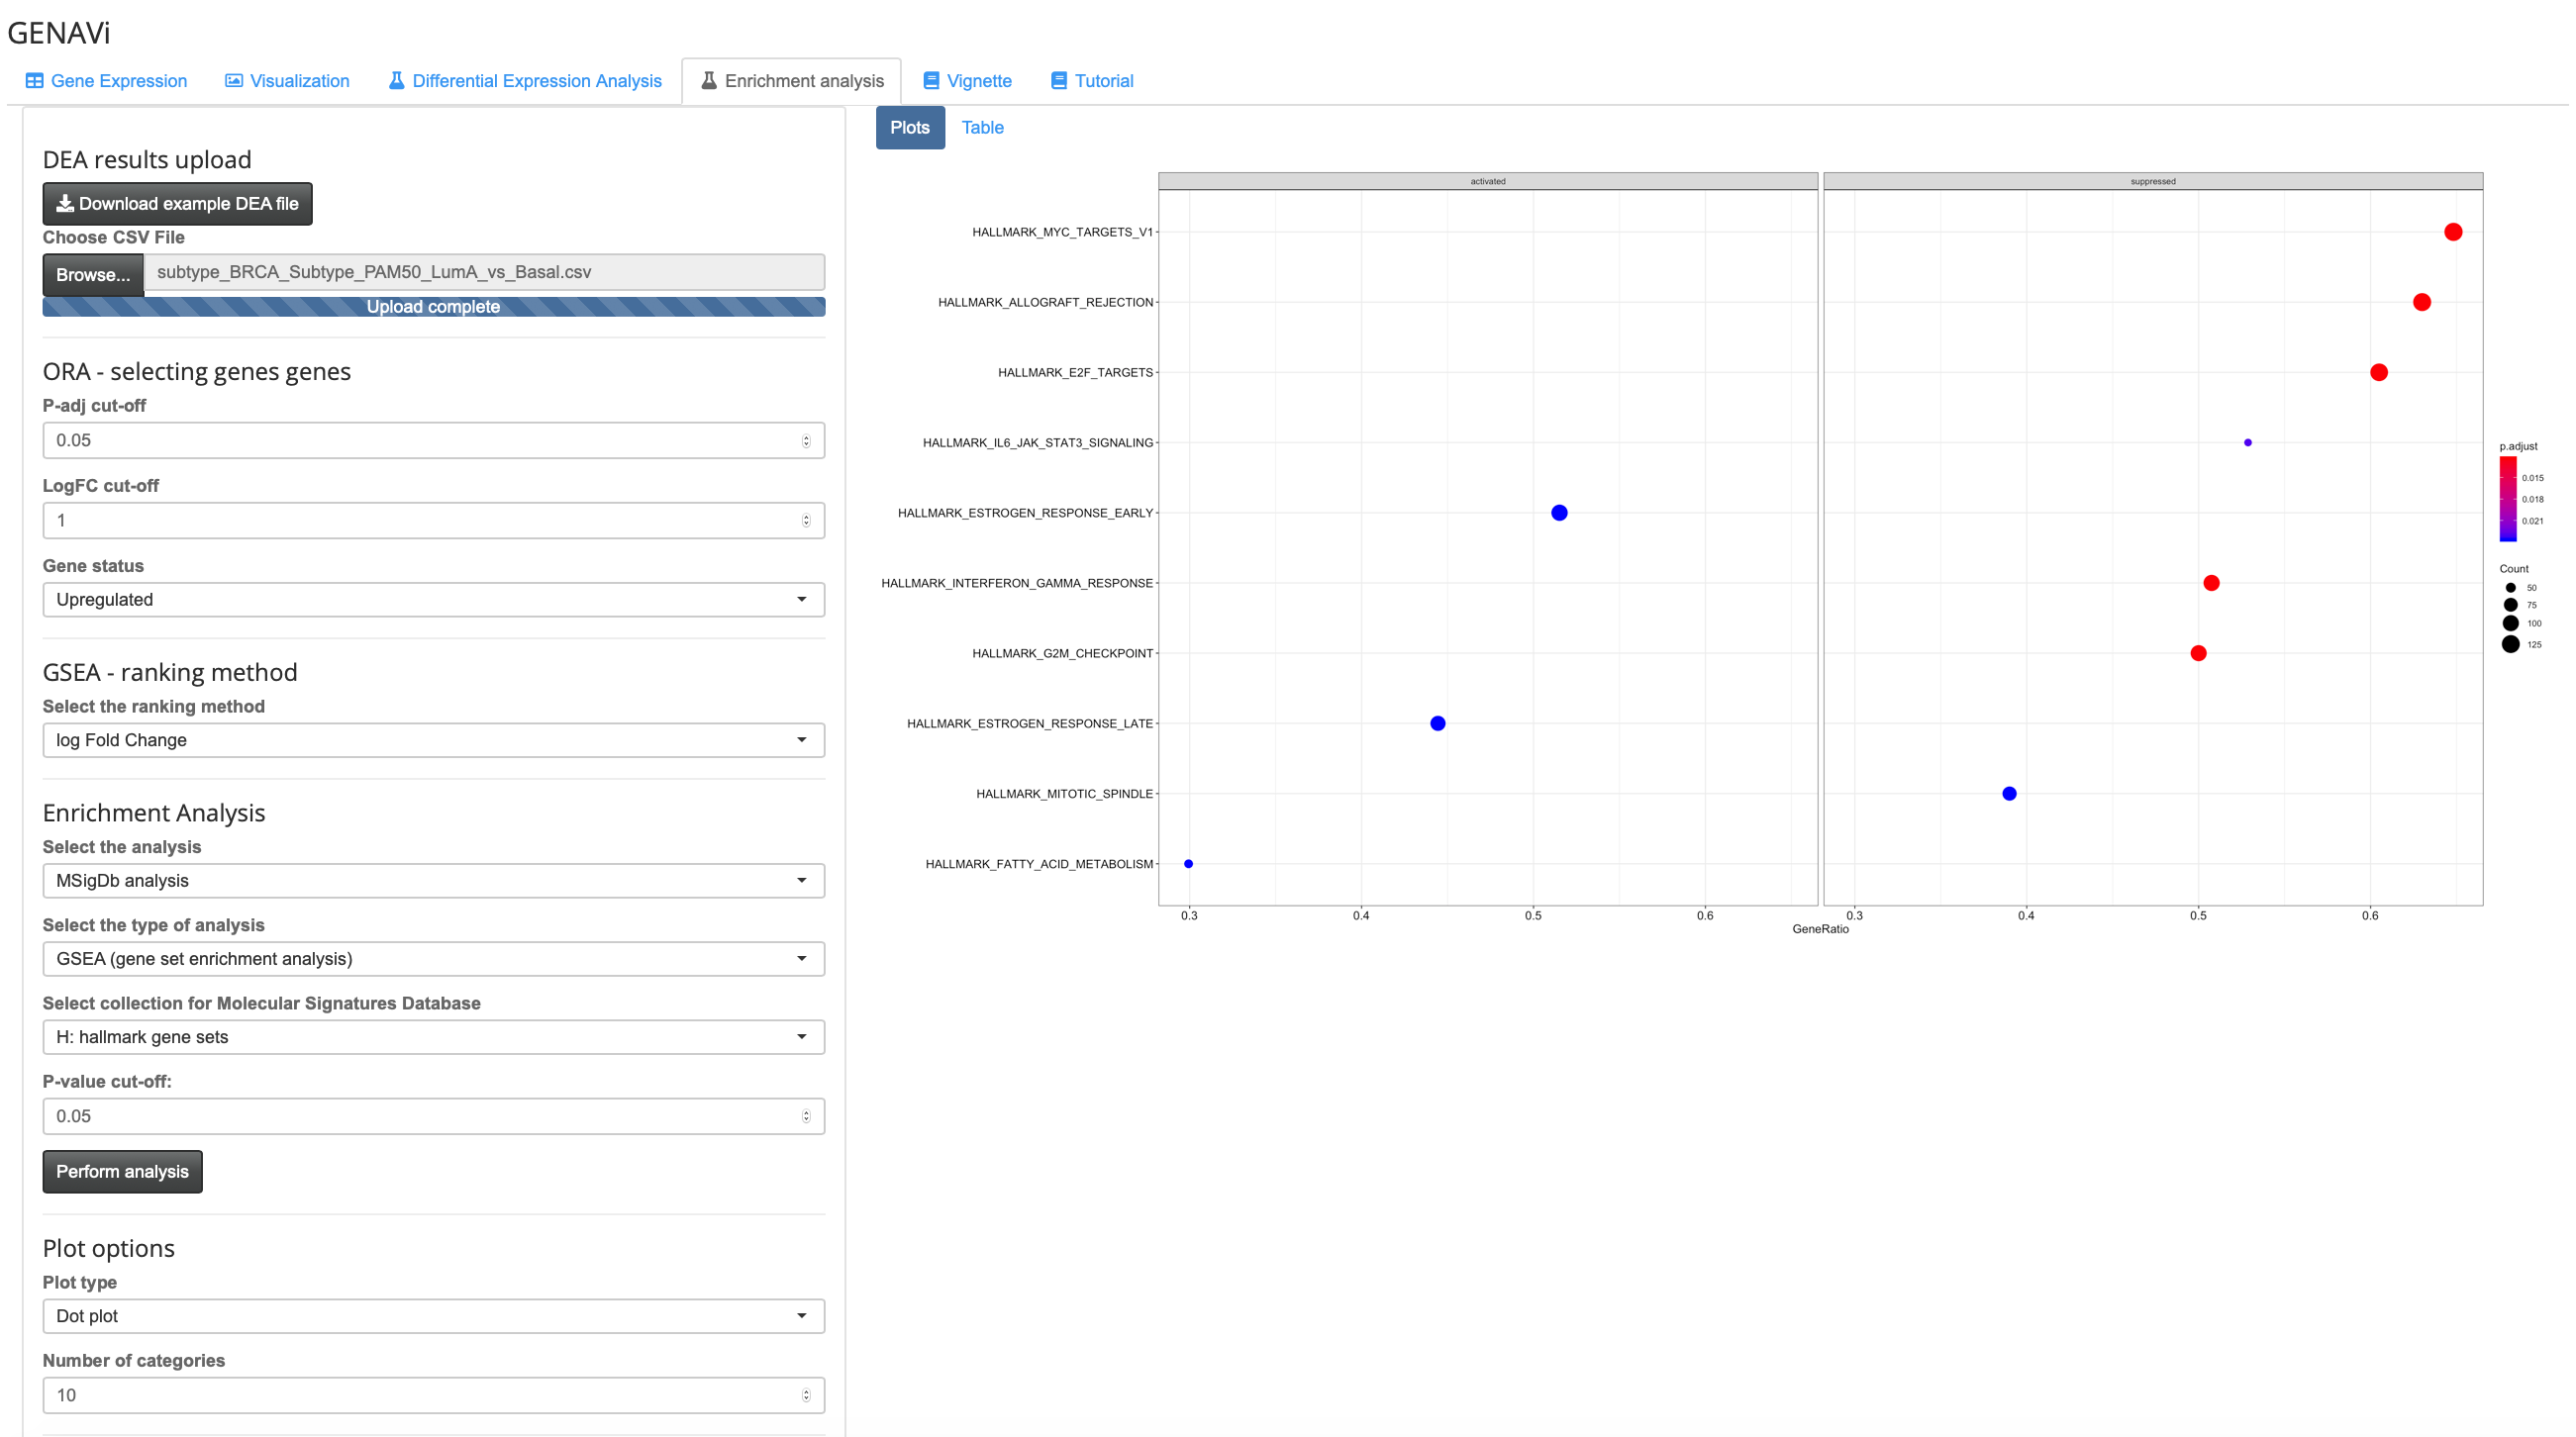 GENAVi
Gene Expression
Visualization
Differential Expression Analysis
Enrichment analysis
Vignette
Tutorial
DEA results upload
Download example DEA file
Choose CSV File
Browse... subtype_BRCA_Subtype_PAM50_LumA_vs_Basal.csv
Upload complete
ORA - selecting genes genes
P-adj cut-off
0.05
LogFC cut-off
1
Gene status
Upregulated
GSEA - ranking method
Select the ranking method
log Fold Change
Enrichment Analysis
Select the analysis
MSigDb analysis
Select the type of analysis
GSEA (gene set enrichment analysis)
Select collection for Molecular Signatures Database
H: hallmark gene sets
P-value cut-off:
0.05
Perform analysis
Plot options
Plot type
Dot plot
Number of categories
10
Plots Table
activated suppressed
HALLMARK_MYC_TARGETS_V1
HALLMARK_ALLOGRAFT_REJECTION
HALLMARK_E2F_TARGETS
HALLMARK_IL6_JAK_STAT3_SIGNALING
HALLMARK_ESTROGEN_RESPONSE_EARLY
HALLMARK_INTERFERON_GAMMA_RESPONSE
HALLMARK_G2M_CHECKPOINT
HALLMARK_ESTROGEN_RESPONSE_LATE
HALLMARK_MITOTIC_SPINDLE
HALLMARK_FATTY_ACID_METABOLISM
0.3 0.4 0.5 0.6 0.3 0.4 0.5 0.6
GeneRatio
p.adjust
0.015
0.018
0.021
Count
50
75
100
125